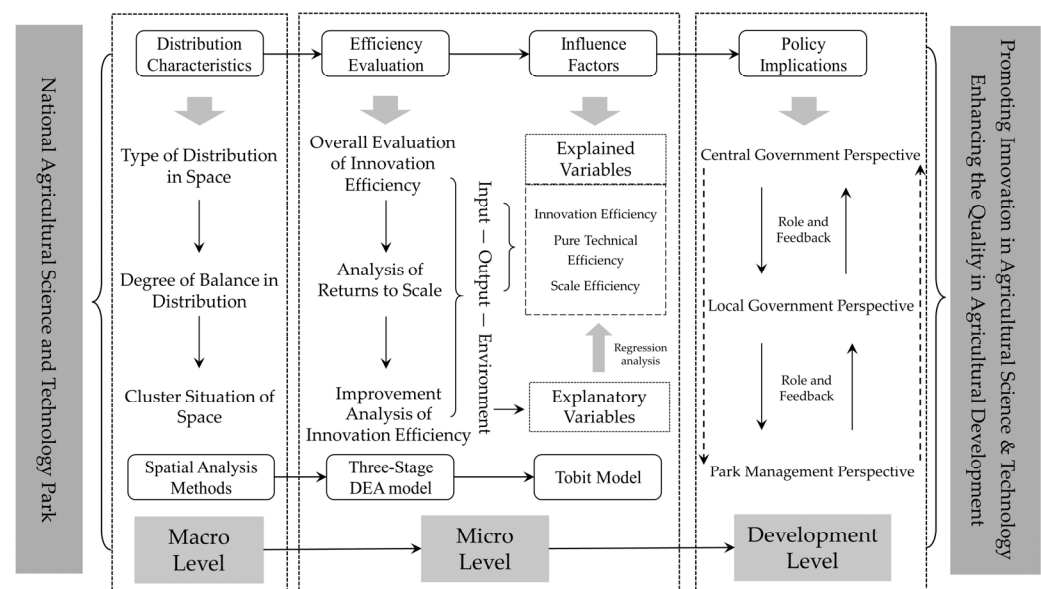 National Agricultural Science and Technology Park
Distribution
Characteristics
Type of Distribution
in Space
Degree of Balance in
Distribution
Cluster Situation of
Space
Spatial Analysis
Methods
Macro
Level
Efficiency
Evaluation
Overall Evaluation
of Innovation
Efficiency
Analysis of
Returns to Scale
Improvement
Analysis of
Innovation Efficiency
Three-Stage
DEA model
Input — Output — Environment
Influence
Factors
Explained
Variables
Innovation Efficiency
Pure Technical
Efficiency
Scale Efficiency
Regression
analysis
Explanatory
Variables
Tobit Model
Micro
Level
Policy
Implications
Central Government Perspective
Role and
Feedback
Local Government Perspective
Role and
Feedback
Park Management Perspective
Development
Level
Promoting Innovation in Agricultural Science & Technology
Enhancing the Quality in Agricultural Development